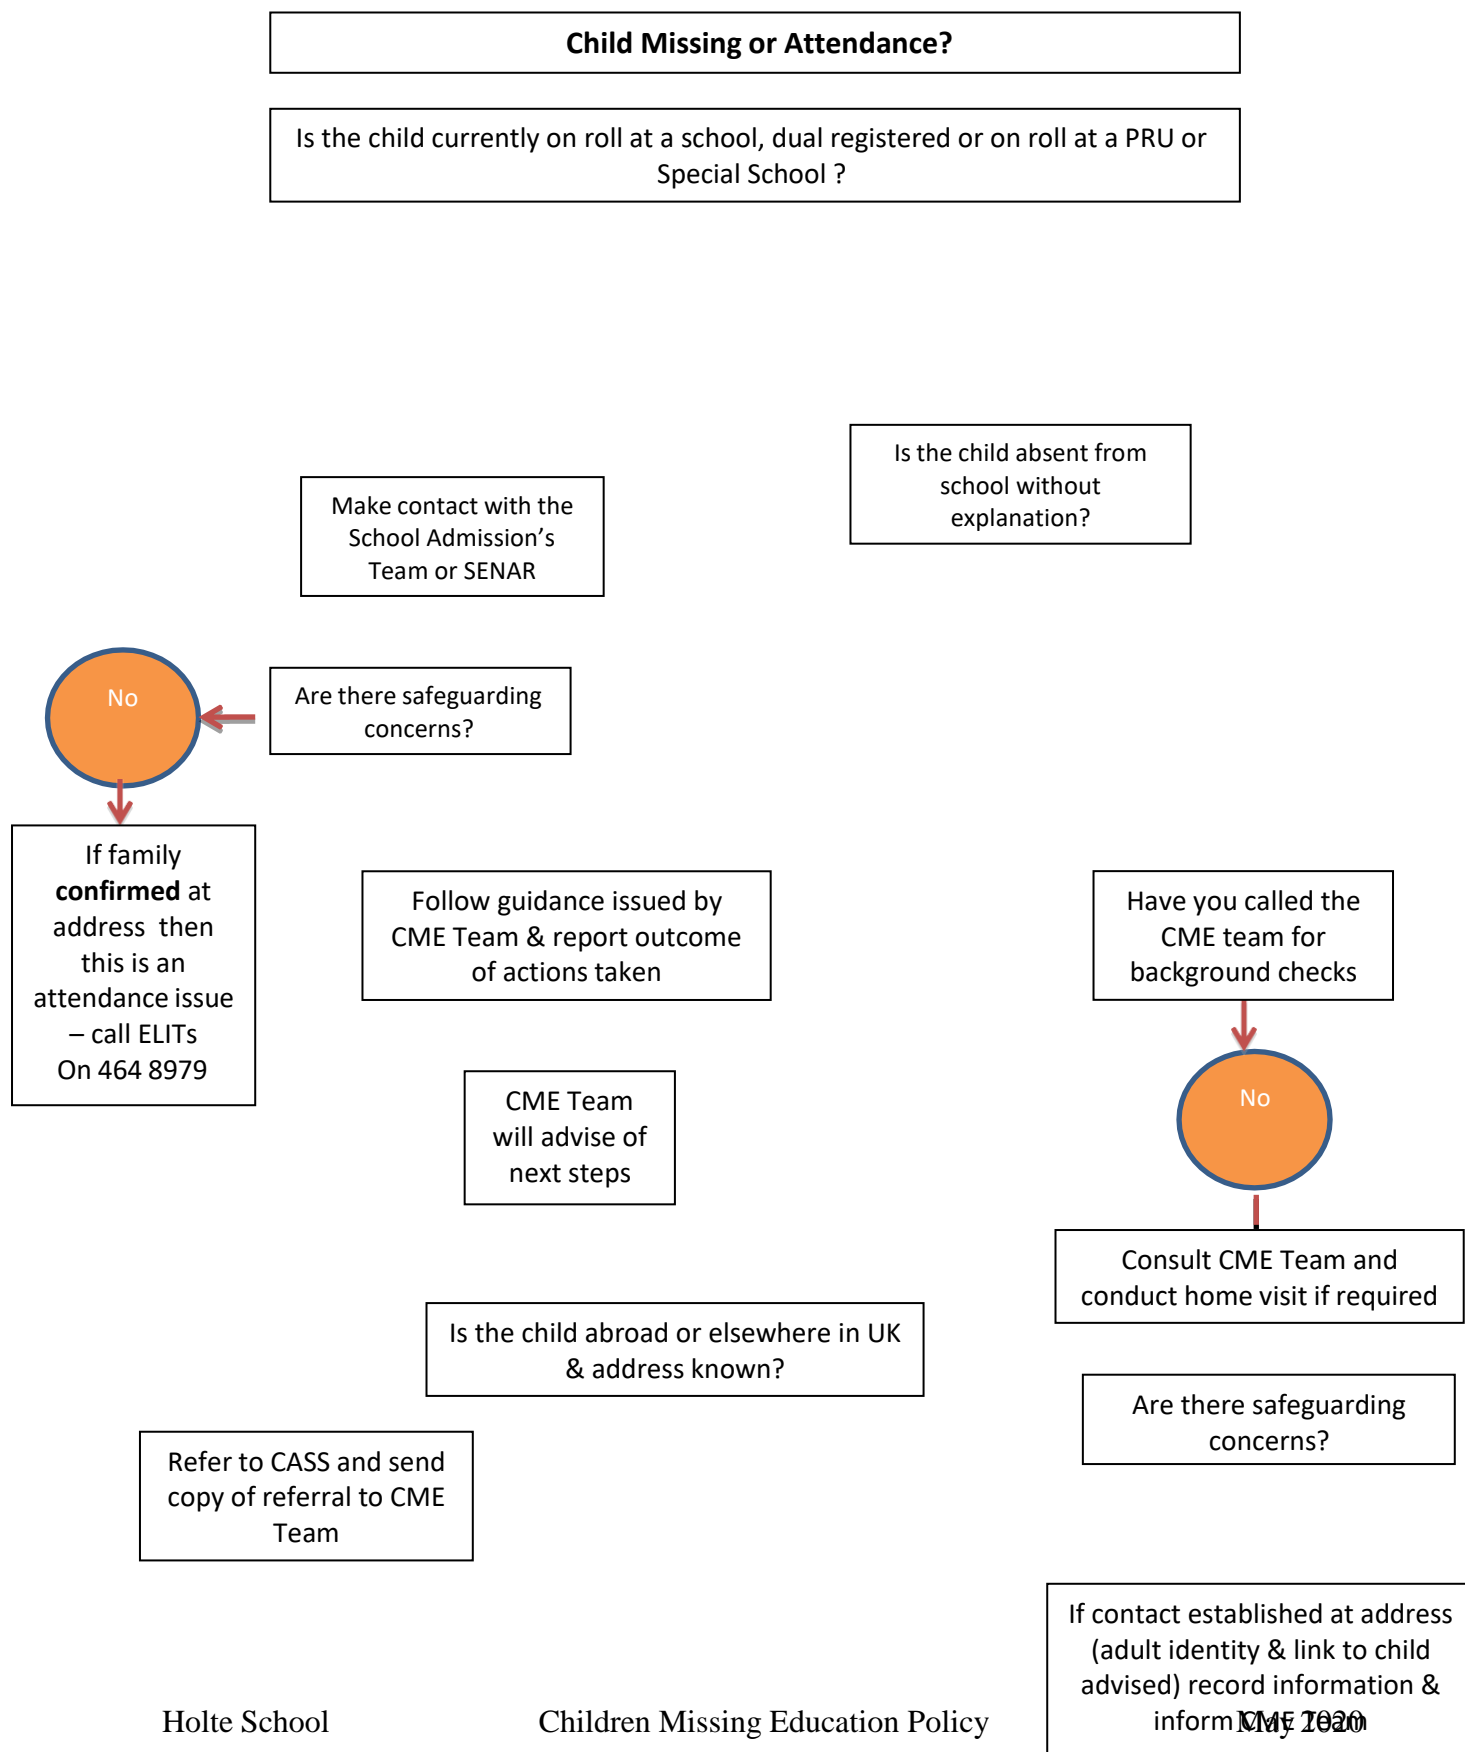 Child Missing or Attendance?
Is the child currently on roll at a school, dual registered or on roll at a PRU or
Special School ?
Is the child absent from
school without
explanation?
Make contact with the
School Admission’s
Team or SENAR
No
Are there safeguarding
concerns?
If family
confirmed at
address then
this is an
attendance issue
– call ELITs
On 464 8979
Follow guidance issued by
CME Team & report outcome
of actions taken
Have you called the
CME team for
background checks
CME Team
will advise of
next steps
No
Consult CME Team and
conduct home visit if required
Is the child abroad or elsewhere in UK
& address known?
Are there safeguarding
concerns?
Refer to CASS and send
copy of referral to CME
Team
If contact established at address
(adult identity & link to child
advised) record information &
inform CME Team
Holte School Children Missing Education Policy May 2020